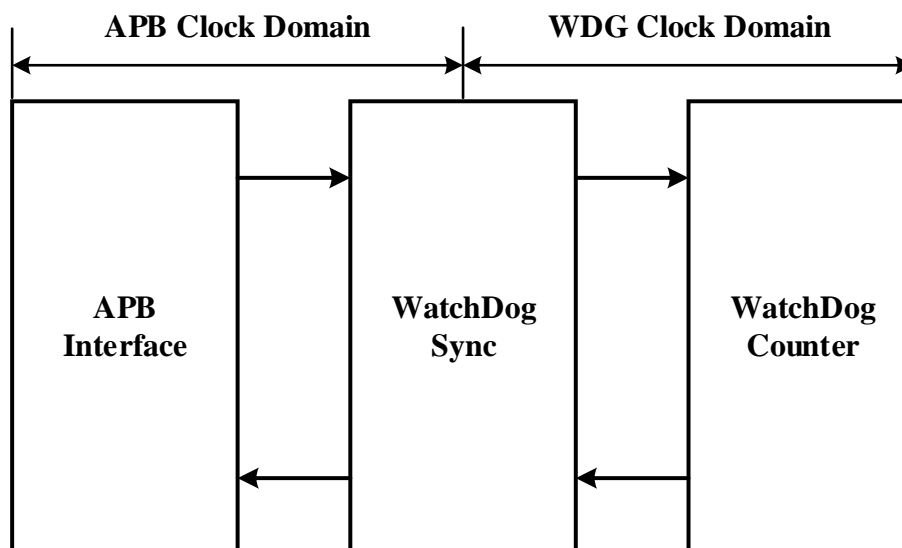 APB Clock Domain
WDG Clock Domain
APB
Interface
WatchDog
Sync
WatchDog
Counter